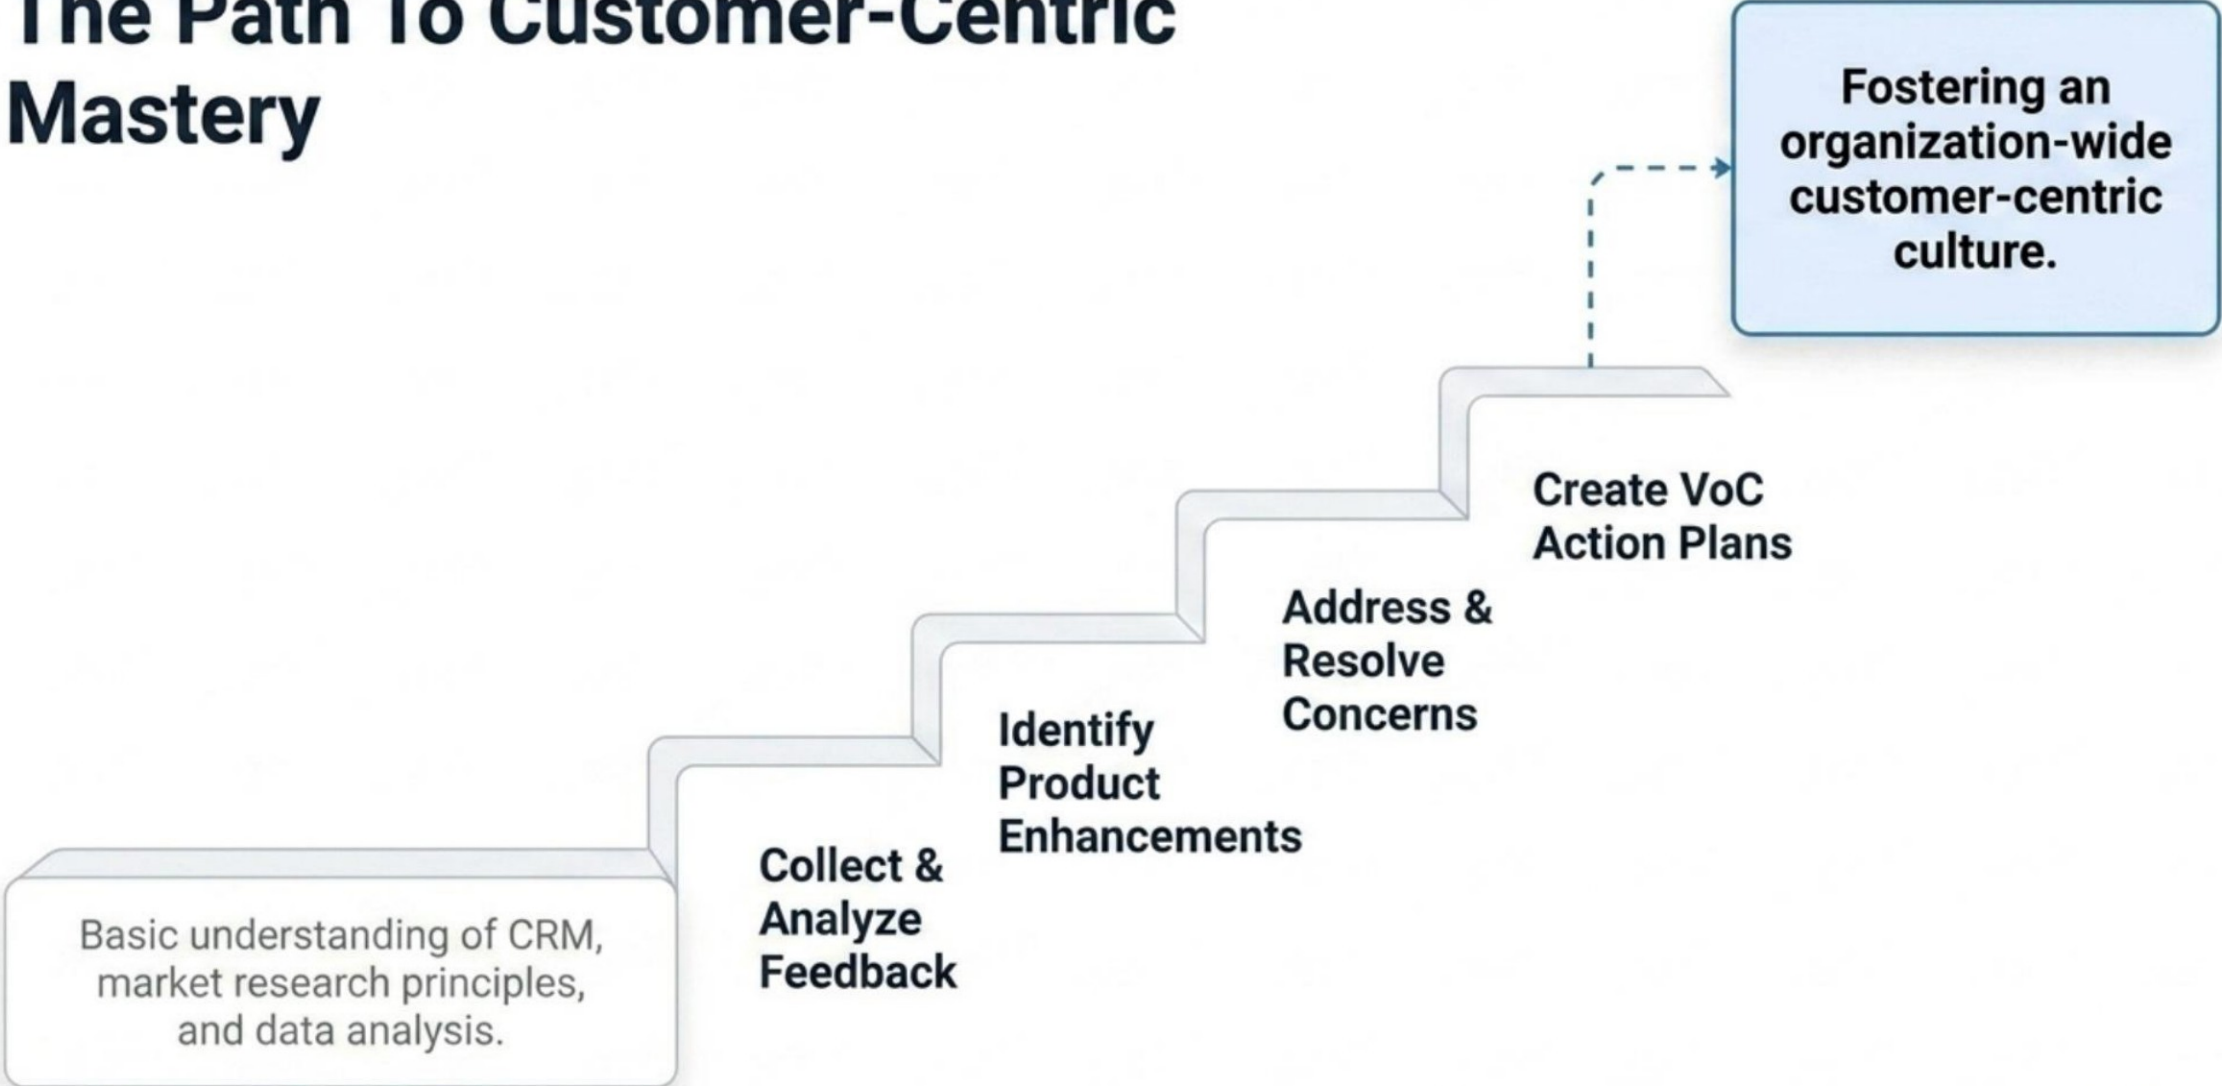 The Path To Customer-Centric
Mastery
Fostering an
organization-wide
customer-centric
culture.
Create VoC
Action Plans
Address &
Resolve
Concerns
Identify
Product
Enhancements
Collect &
Analyze
Feedback
Basic understanding of CRM,
market research principles,
and data analysis.